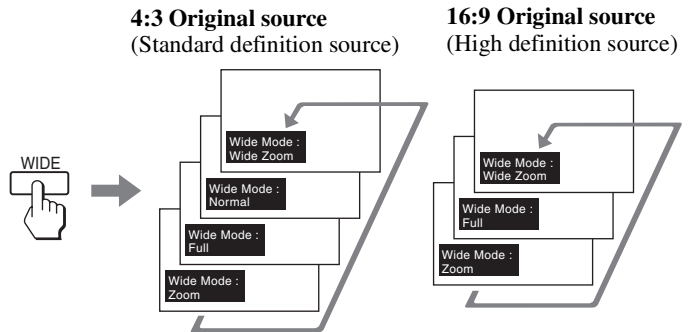 4:3 Original source
(Standard definition source)
16:9 Original source
(High definition source)
WIDE
Wide Mode :
Wide Zoom
Wide Mode :
Normal
Wide Mode :
Full
Wide Mode :
Zoom
Wide Mode :
Wide Zoom
Wide Mode :
Full
Wide Mode :
Zoom